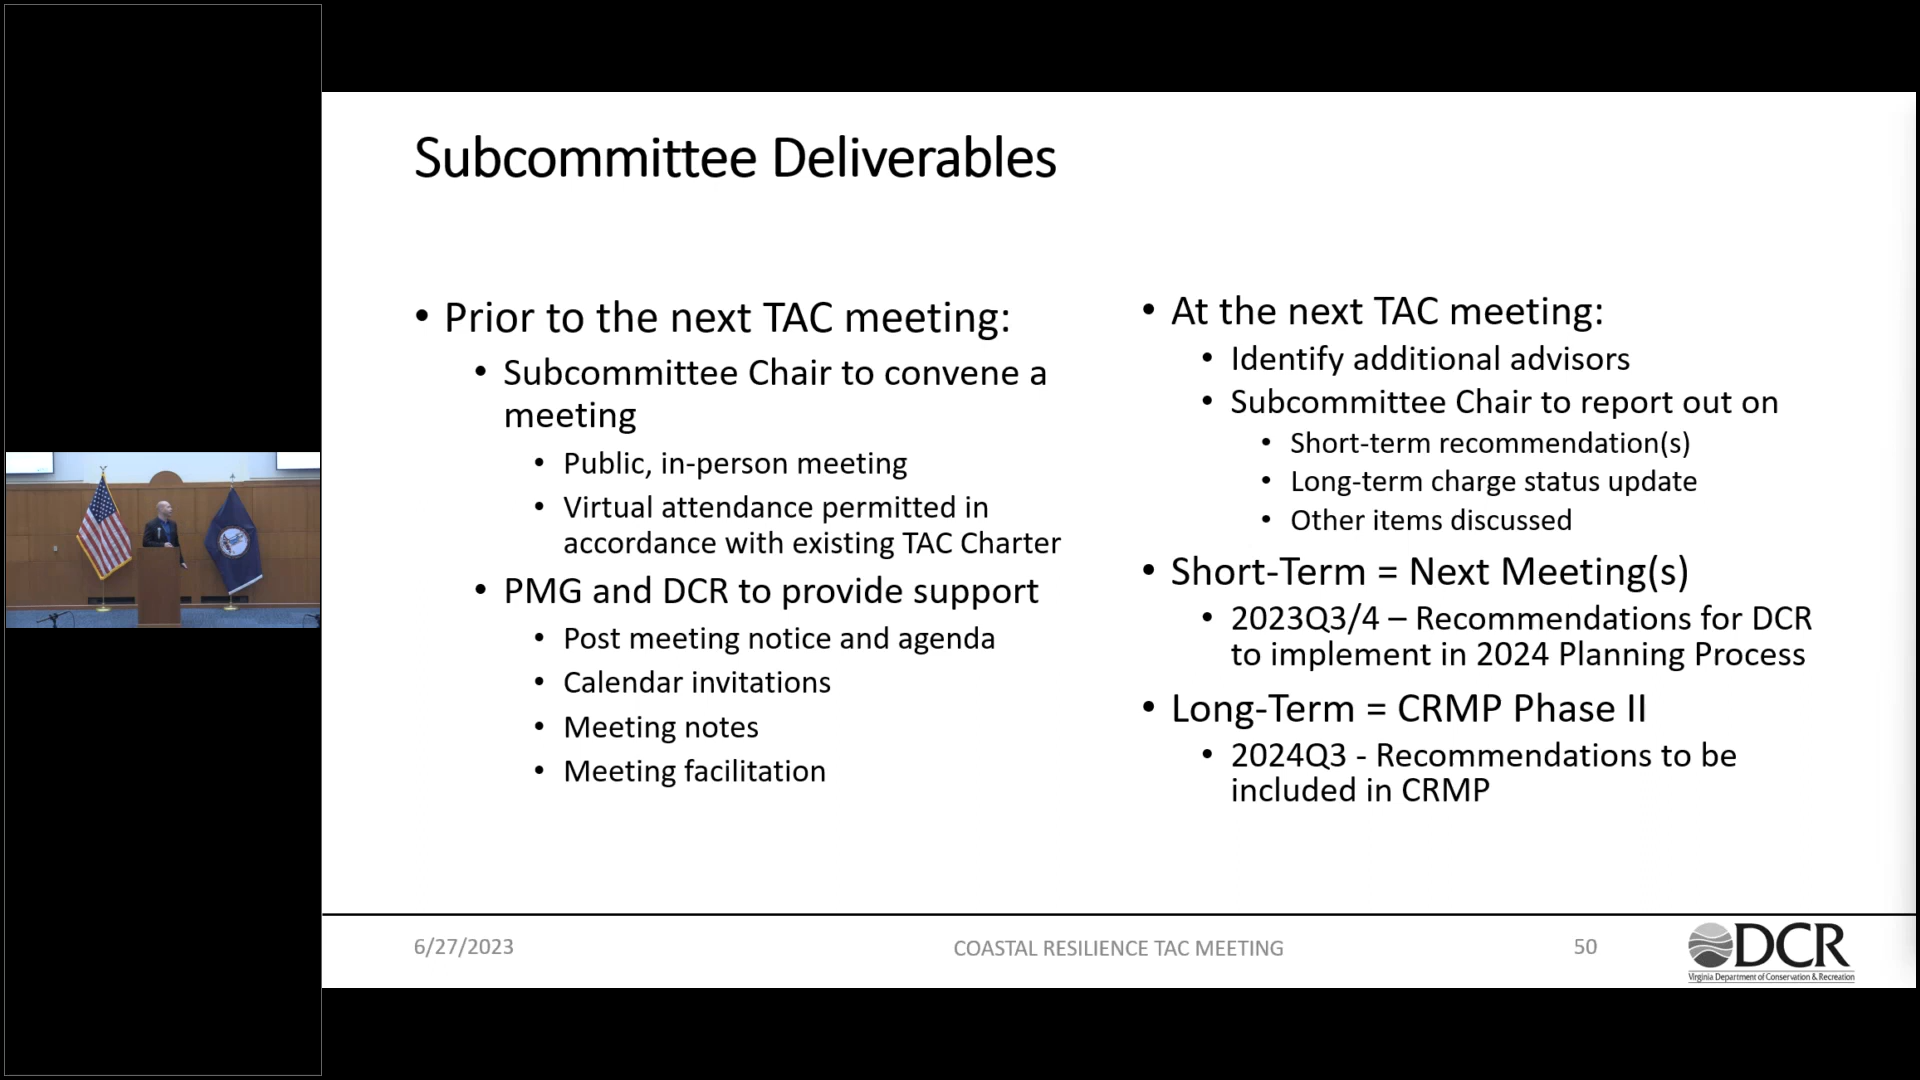 Subcommittee Deliverables
• Prior to the next TAC meeting:
• Subcommittee Chair to convene a
meeting
• Public, in-person meeting
• Virtual attendance permitted in
accordance with existing TAC Charter
• PMG and DCR to provide support
• Post meeting notice and agenda
• Calendar invitations
• Meeting notes
• Meeting facilitation
• At the next TAC meeting:
• Identify additional advisors
• Subcommittee Chair to report out on
• Short-term recommendation(s)
• Long-term charge status update
• Other items discussed
• Short-Term = Next Meeting(s)
• 2023Q3/4 – Recommendations for DCR
to implement in 2024 Planning Process
• Long-Term = CRMP Phase II
• 2024Q3 - Recommendations to be
included in CRMP
6/27/2023
COASTAL RESILIENCE TAC MEETING
50
DCR
Virginia Department of Conservation & Recreation